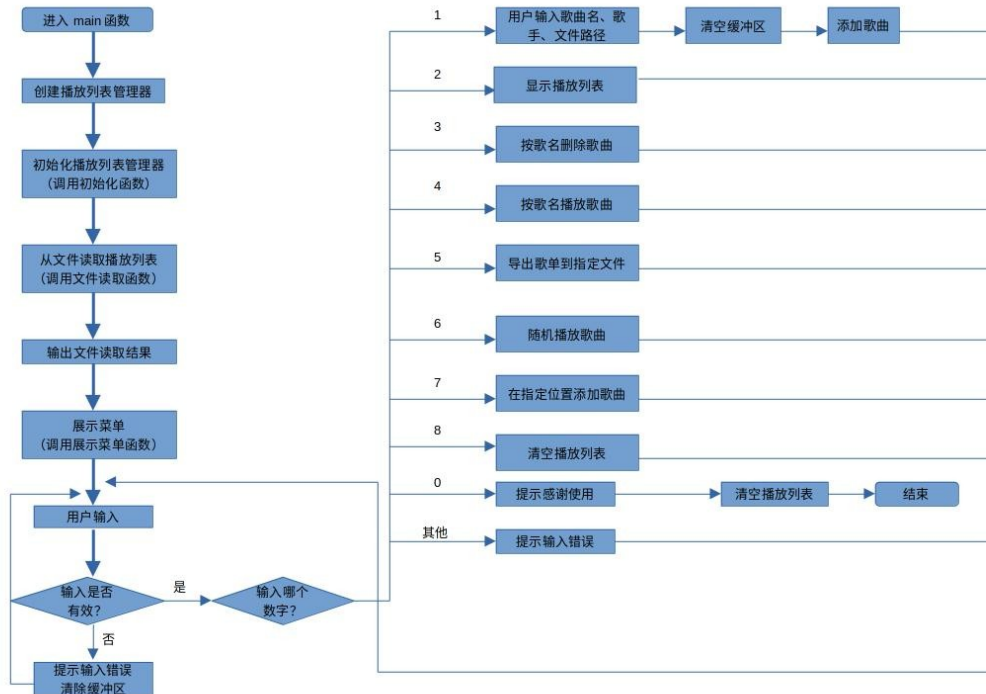 进入 main 函数
创建播放列表管理器
初始化播放列表管理器
（调用初始化函数）
从文件读取播放列表
（调用文件读取函数）
输出文件读取结果
展示菜单
（调用展示菜单函数）
用户输入
输入是否
有效？
是
否
提示输入错误
清除缓冲区
输入哪个
数字？
1
用户输入歌曲名、歌
手、文件路径
清空缓冲区
添加歌曲
2
显示播放列表
3
按歌名删除歌曲
4
按歌名播放歌曲
5
导出歌单到指定文件
6
随机播放歌曲
7
在指定位置添加歌曲
8
清空播放列表
0
提示感谢使用
清空播放列表
结束
其他
提示输入错误